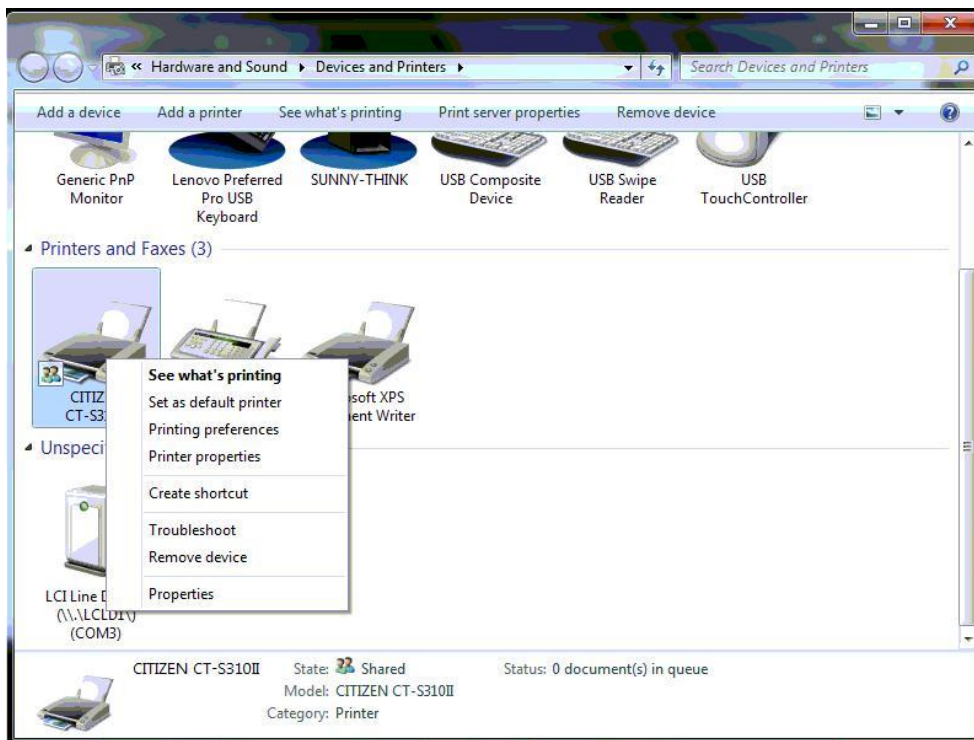 « Hardware and Sound ▸ Devices and Printers ▸
Search Devices and Printers
Add a device Add a printer See what's printing Print server properties Remove device
Generic PnP Monitor
Lenovo Preferred Pro USB Keyboard
SUNNY-THINK
USB Composite Device
USB Swipe Reader
USB TouchController
Printers and Faxes (3)
CITIZ
CT-S3
soft XPS
ent Writer
See what's printing
Set as default printer
Printing preferences
Printer properties
Create shortcut
Troubleshoot
Remove device
Properties
Unspeci
LCI Line
(COM3)
CITIZEN CT-S310II State: Shared Status: 0 document(s) in queue
Model: CITIZEN CT-S310II
Category: Printer